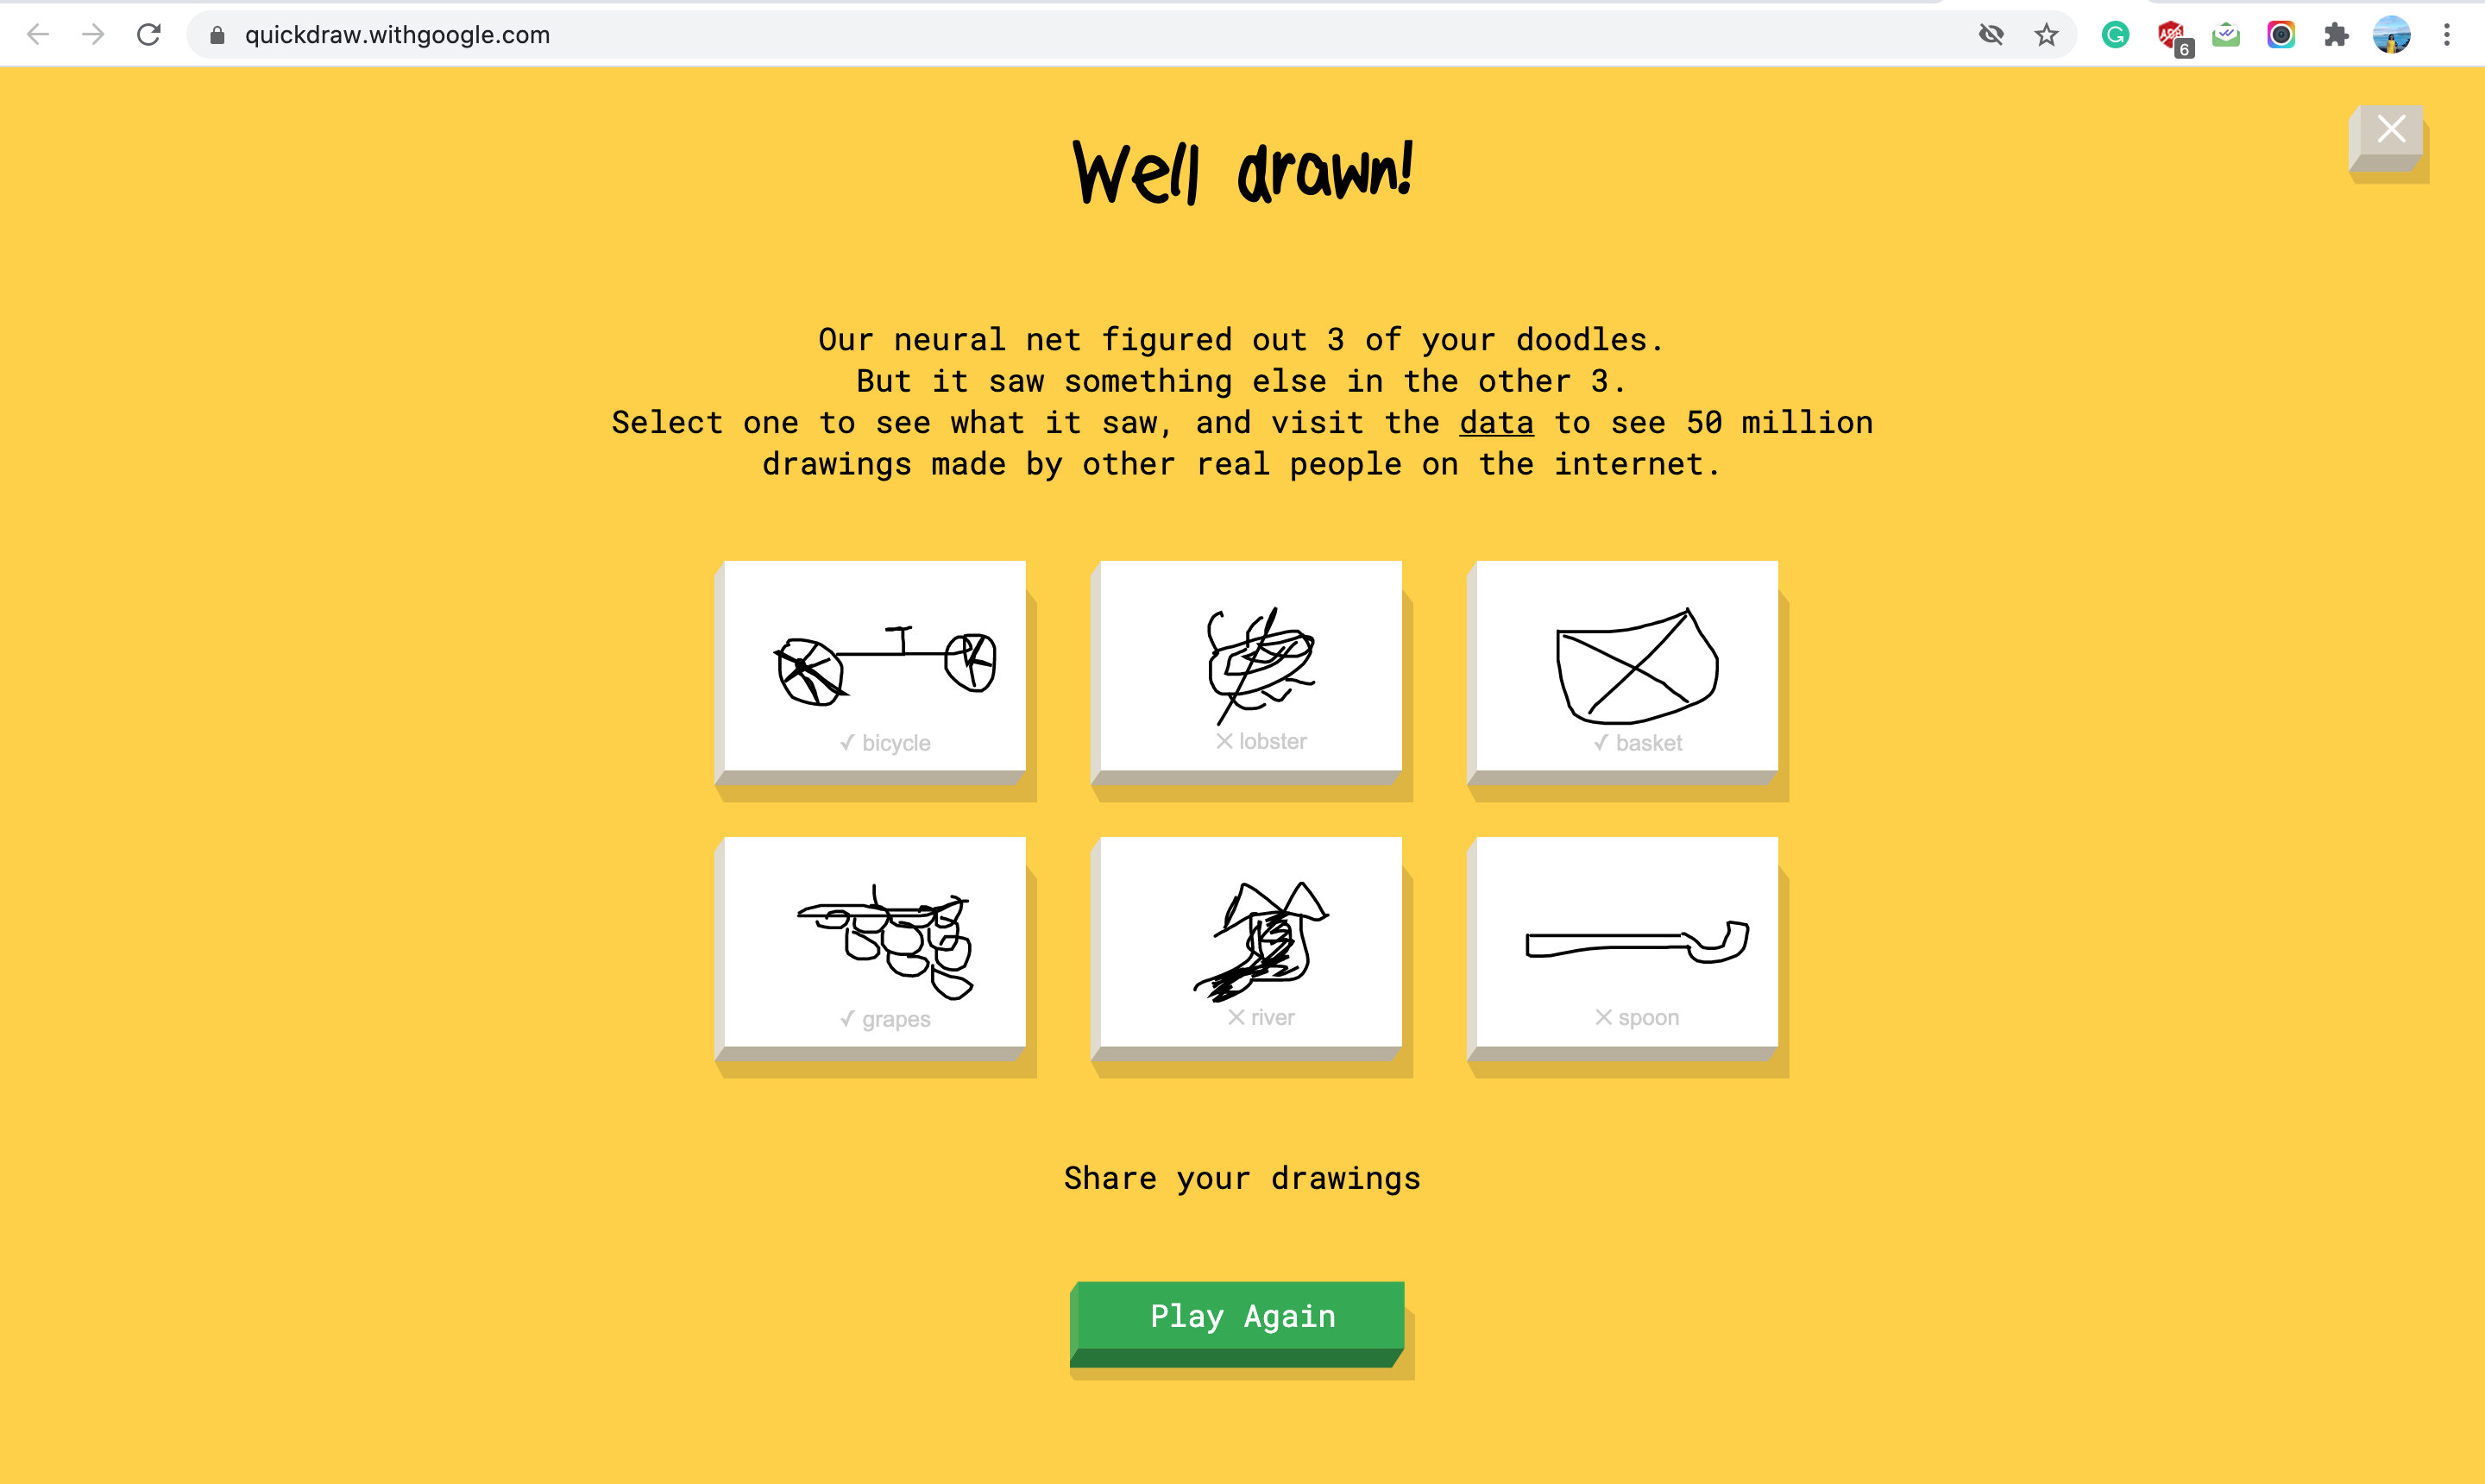 quickdraw.withgoogle.com
ABP
6
Well drawn!
Our neural net figured out 3 of your doodles.
But it saw something else in the other 3.
Select one to see what it saw, and visit the data to see 50 million
drawings made by other real people on the internet.
✓ bicycle
✕ lobster
✓ basket
✓ grapes
✕ river
✕ spoon
Share your drawings
Play Again